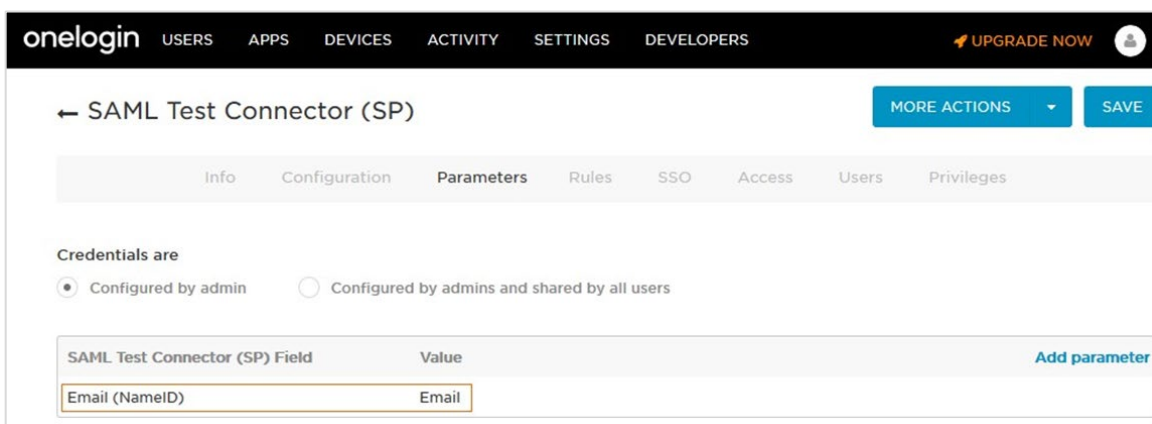 onelogin USERS APPS DEVICES ACTIVITY SETTINGS DEVELOPERS UPGRADE NOW
← SAML Test Connector (SP) MORE ACTIONS SAVE
Info Configuration Parameters Rules SSO Access Users Privileges
Credentials are
Configured by admin Configured by admins and shared by all users
SAML Test Connector (SP) Field Value Add parameter
Email (NameID) Email